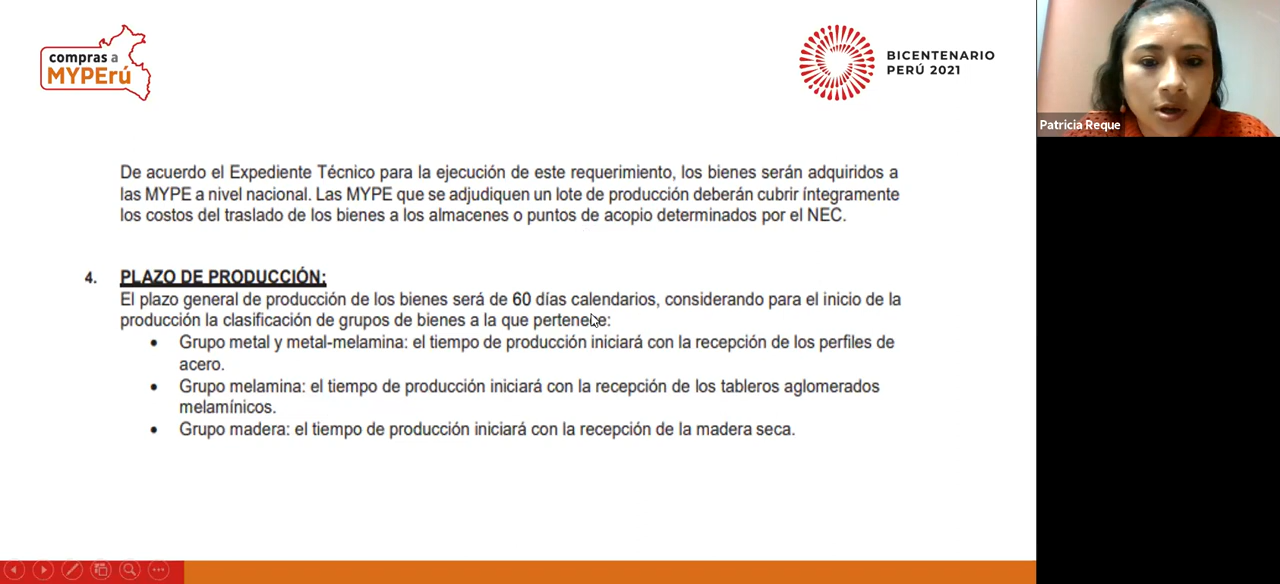 compras a
MYPErú
BICENTENARIO
PERÚ 2021
Patricia Reque
De acuerdo el Expediente Técnico para la ejecución de este requerimiento, los bienes serán adquiridos a
las MYPE a nivel nacional. Las MYPE que se adjudiquen un lote de producción deberán cubrir íntegramente
los costos del traslado de los bienes a los almacenes o puntos de acopio determinados por el NEC.
4. PLAZO DE PRODUCCIÓN:
El plazo general de producción de los bienes será de 60 días calendarios, considerando para el inicio de la
producción la clasificación de grupos de bienes a la que pertenece:
• Grupo metal y metal-melamina: el tiempo de producción iniciará con la recepción de los perfiles de
acero.
• Grupo melamina: el tiempo de producción iniciará con la recepción de los tableros aglomerados
melamínicos.
• Grupo madera: el tiempo de producción iniciará con la recepción de la madera seca.